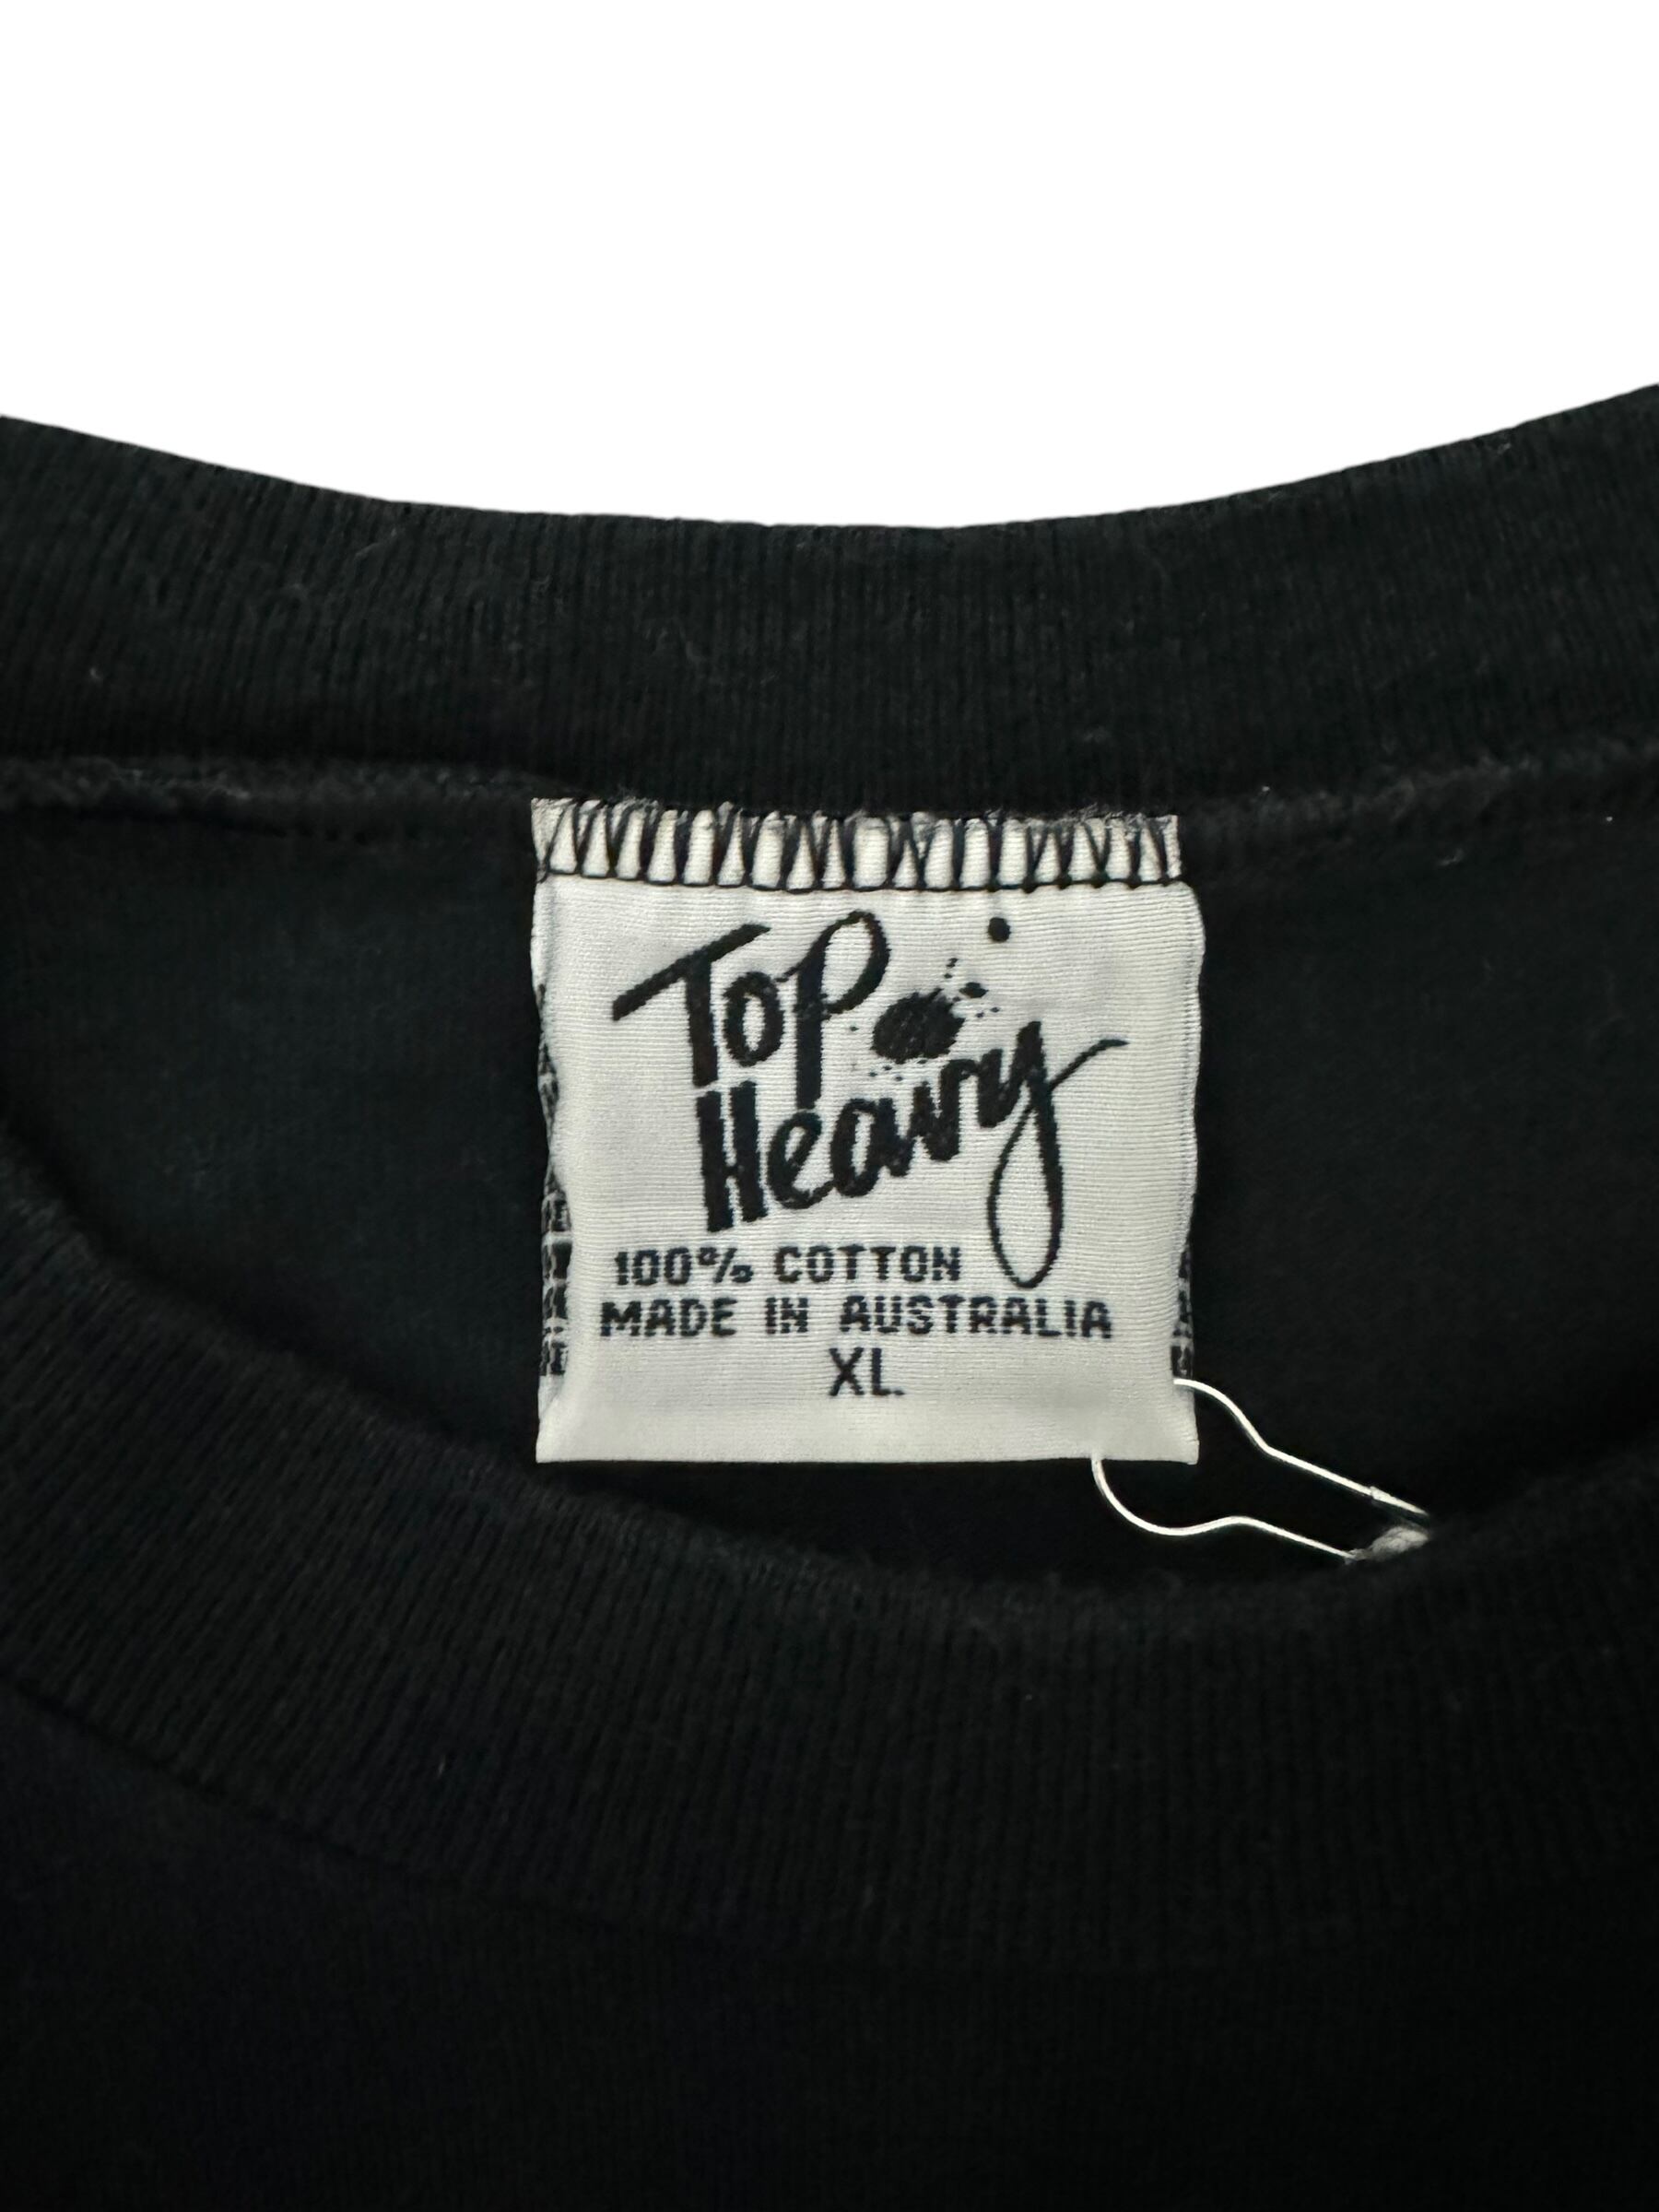 Top
Heavy
100% COTTON
MADE IN AUSTRALIA
XL